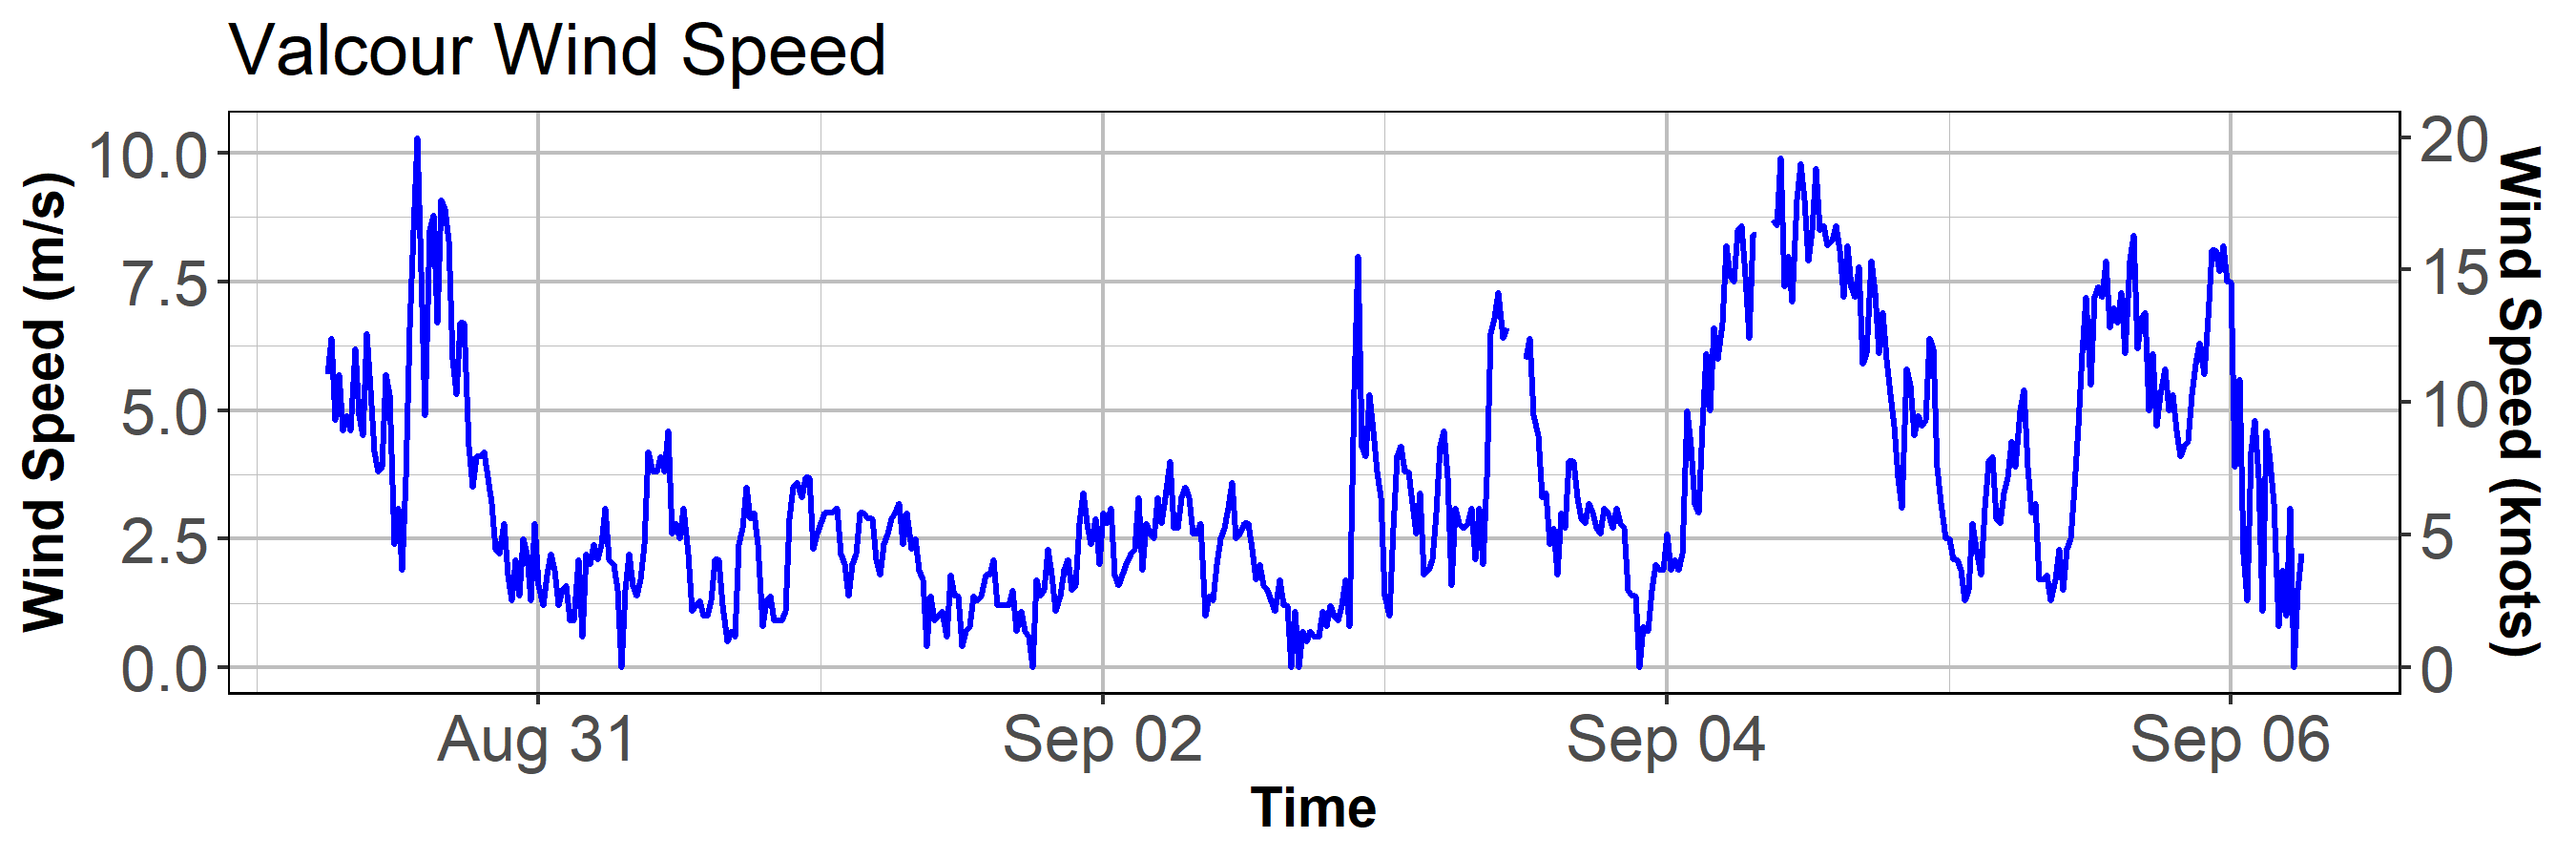 Valcour Wind Speed
Wind Speed (m/s)
10.0
7.5
5.0
2.5
0.0
20
15
10
5
0
Wind Speed (knots)
Aug 31
Sep 02
Sep 04
Sep 06
Time